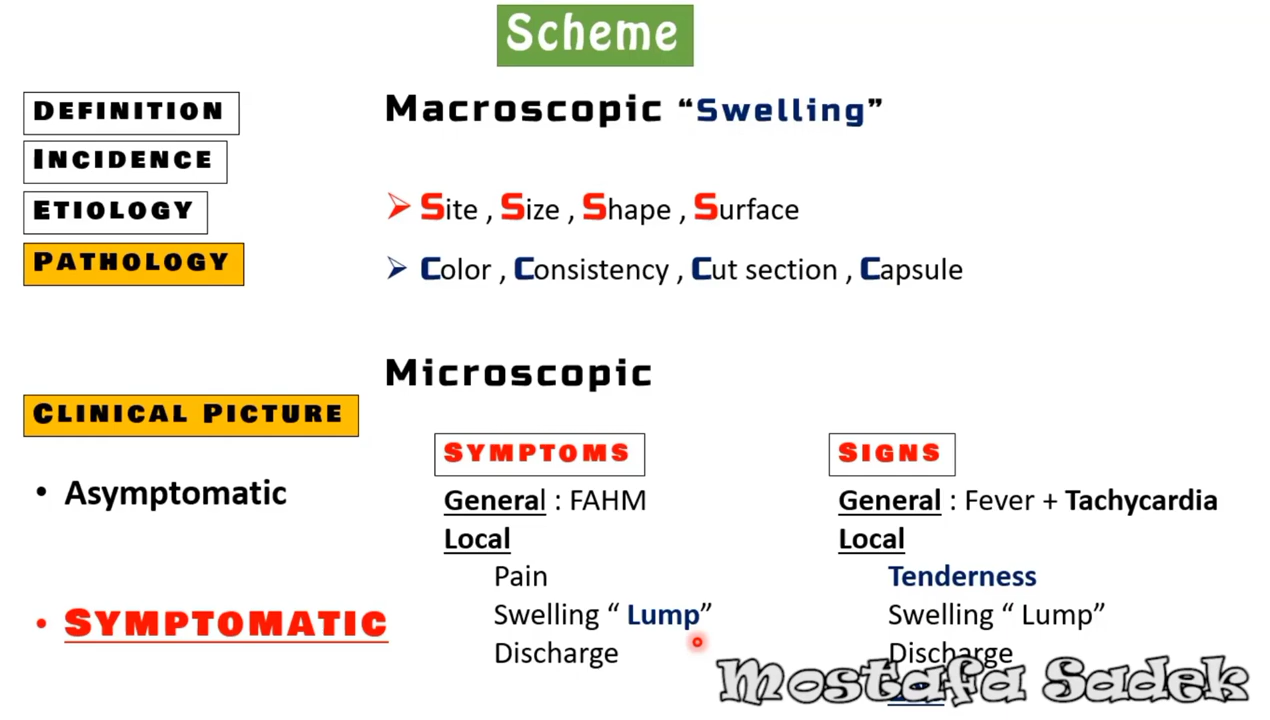 Scheme
DEFINITION
INCIDENCE
ETIOLOGY
PATHOLOGY
Macroscopic “Swelling”
Site , Size , Shape , Surface
Color , Consistency , Cut section , Capsule
Microscopic
CLINICAL PICTURE
• Asymptomatic
• SYMPTOMATIC
SYMPTOMS
General : FAHM
Local
Pain
Swelling “ Lump”
Discharge
SIGNS
General : Fever + Tachycardia
Local
Tenderness
Swelling “ Lump”
Discharge
Mostafa Sadek